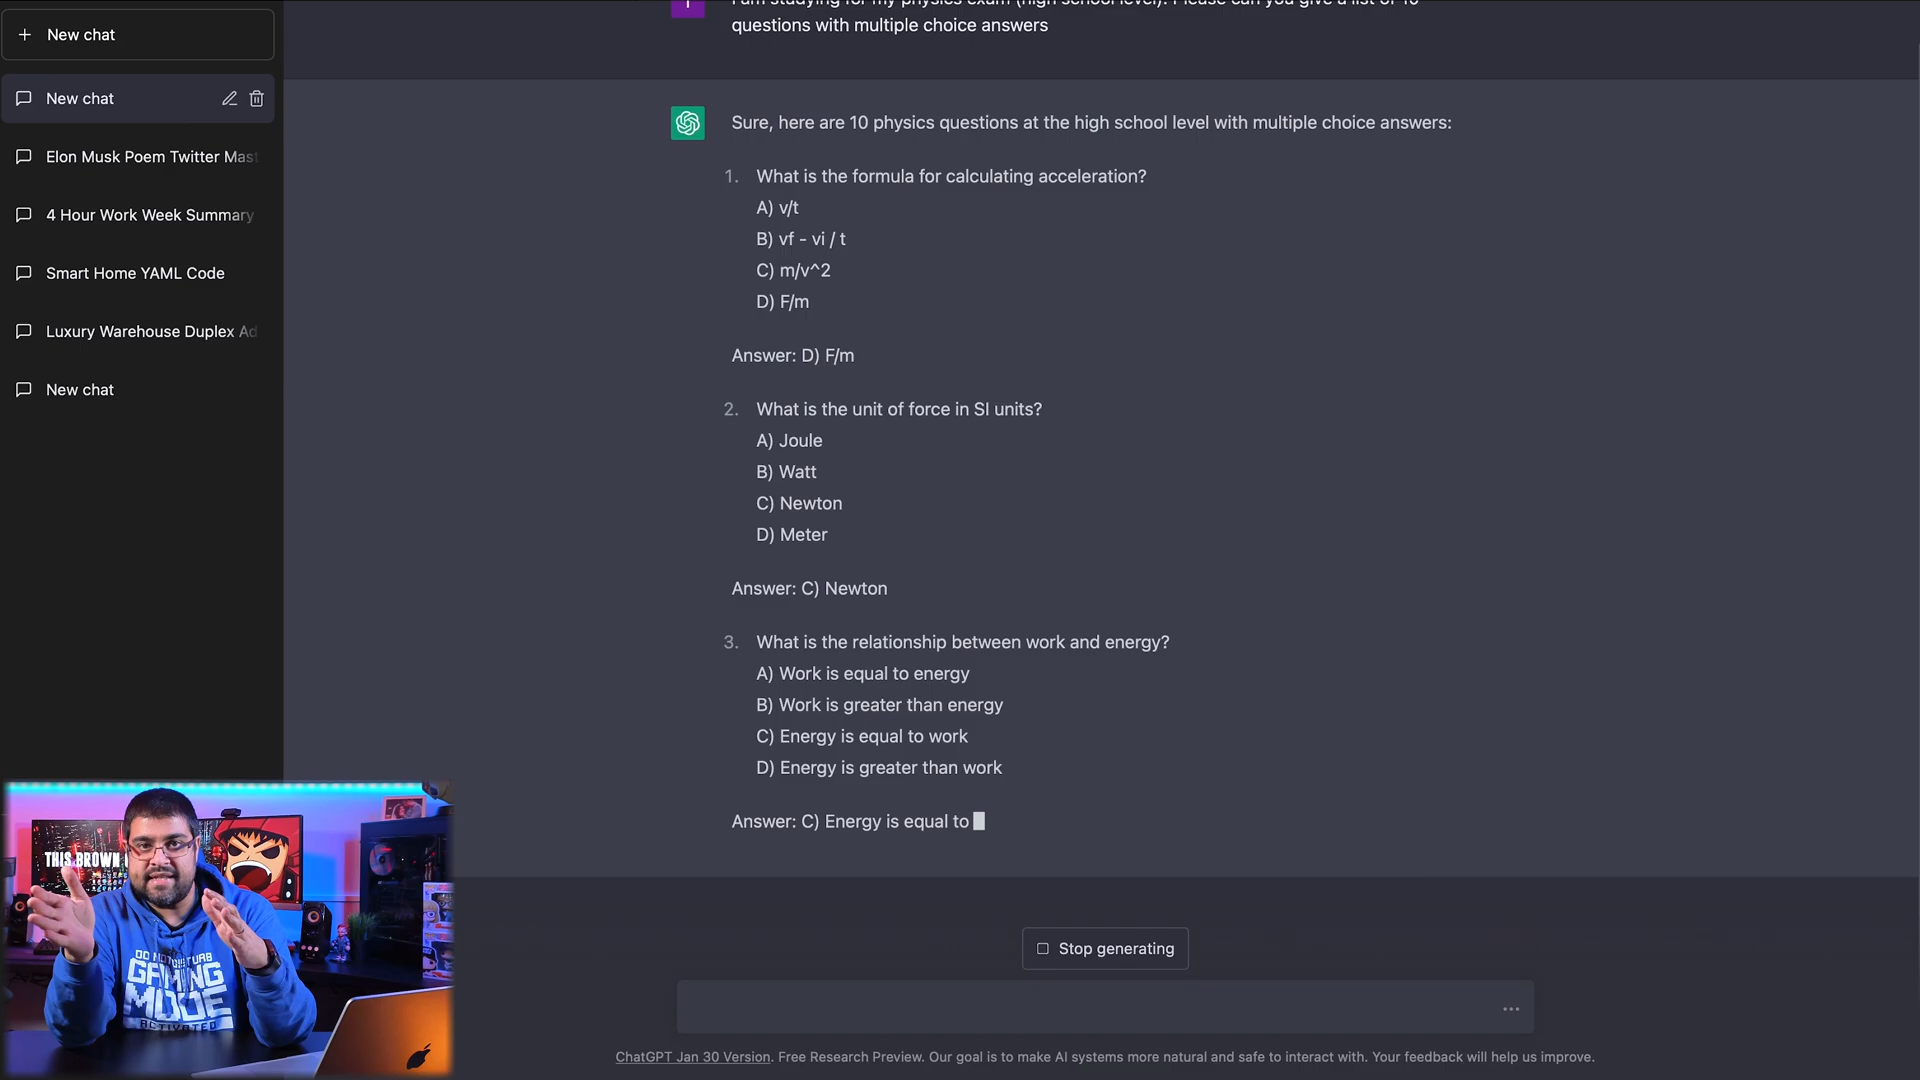 New chat
New chat
Elon Musk Poem Twitter Mas
4 Hour Work Week Summary
Smart Home YAML Code
Luxury Warehouse Duplex Ad
New chat
questions with multiple choice answers
Sure, here are 10 physics questions at the high school level with multiple choice answers:
1. What is the formula for calculating acceleration?
A) v/t
B) vf - vi / t
C) m/v^2
D) F/m
Answer: D) F/m
2. What is the unit of force in SI units?
A) Joule
B) Watt
C) Newton
D) Meter
Answer: C) Newton
3. What is the relationship between work and energy?
A) Work is equal to energy
B) Work is greater than energy
C) Energy is equal to work
D) Energy is greater than work
Answer: C) Energy is equal to
Stop generating
ChatGPT Jan 30 Version. Free Research Preview. Our goal is to make AI systems more natural and safe to interact with. Your feedback will help us improve.
THIS BROWN
DO NOT DISTURB
GAMING
MODE
ACTIVATED